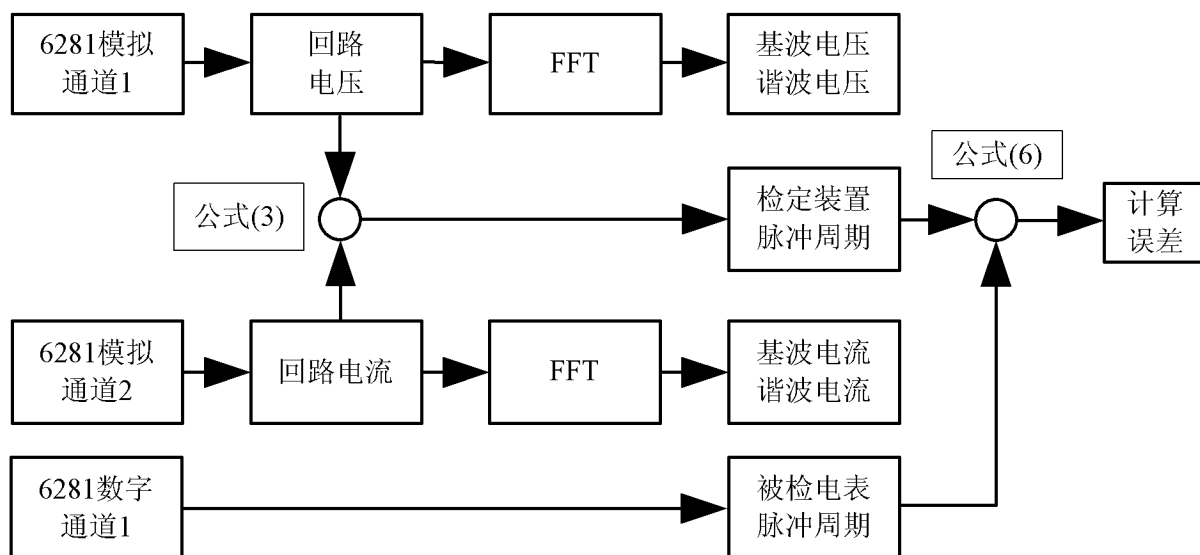 6281模拟
通道1
回路
电压
FFT
基波电压
谐波电压
公式(3)
检定装置
脉冲周期
公式(6)
计算
误差
6281模拟
通道2
回路电流
FFT
基波电流
谐波电流
6281数字
通道1
被检电表
脉冲周期